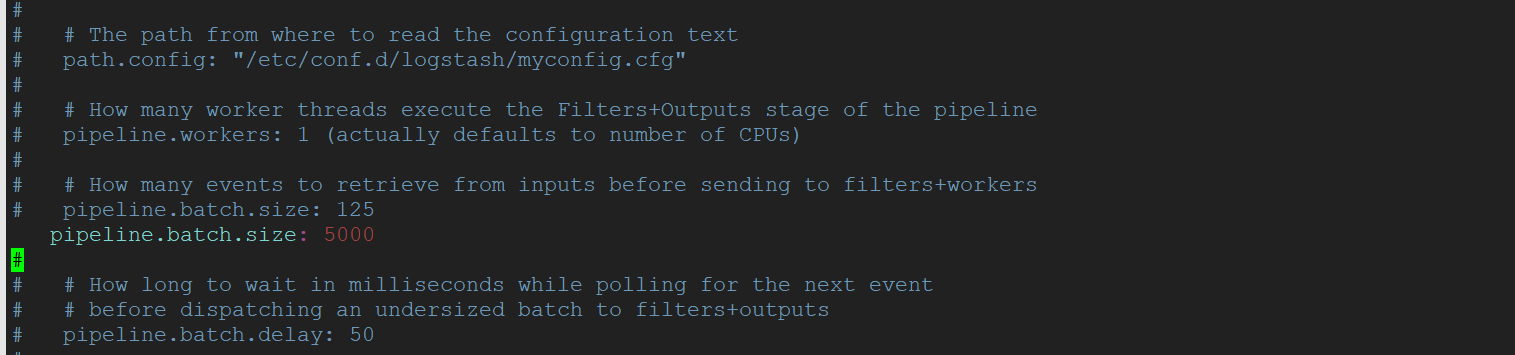 #
#   # The path from where to read the configuration text
#   path.config: "/etc/conf.d/logstash/myconfig.cfg"
#
#   # How many worker threads execute the Filters+Outputs stage of the pipeline
#   pipeline.workers: 1 (actually defaults to number of CPUs)
#
#   # How many events to retrieve from inputs before sending to filters+workers
#   pipeline.batch.size: 125
   pipeline.batch.size: 5000
#
#   # How long to wait in milliseconds while polling for the next event
#   # before dispatching an undersized batch to filters+outputs
#   pipeline.batch.delay: 50
#